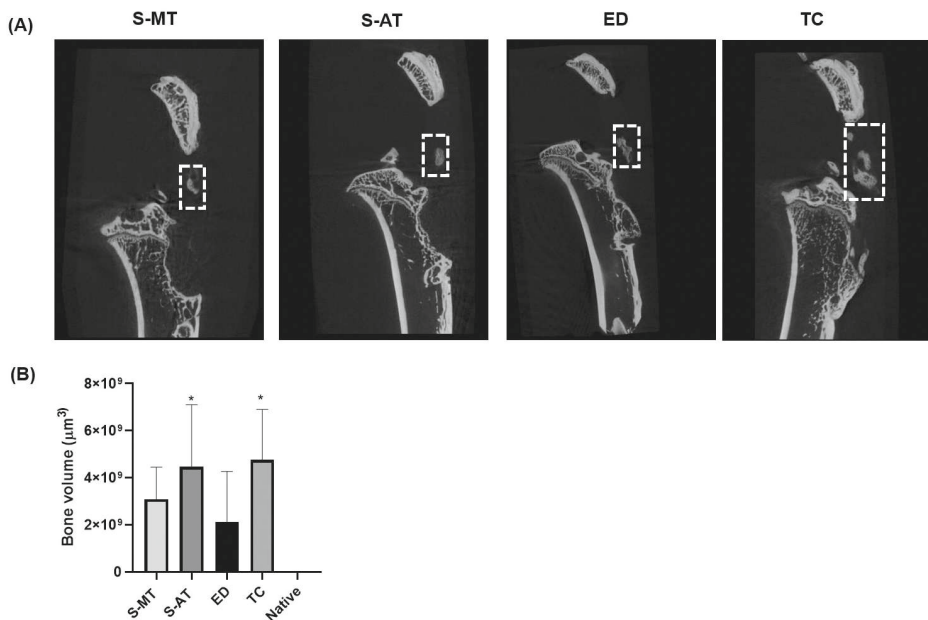 (A)
S-MT
S-AT
ED
TC
(B)
Bone volume (μm³)
8×10⁹
6×10⁹
4×10⁹
2×10⁹
0
*
*
S-MT
S-AT
ED
TC
Native